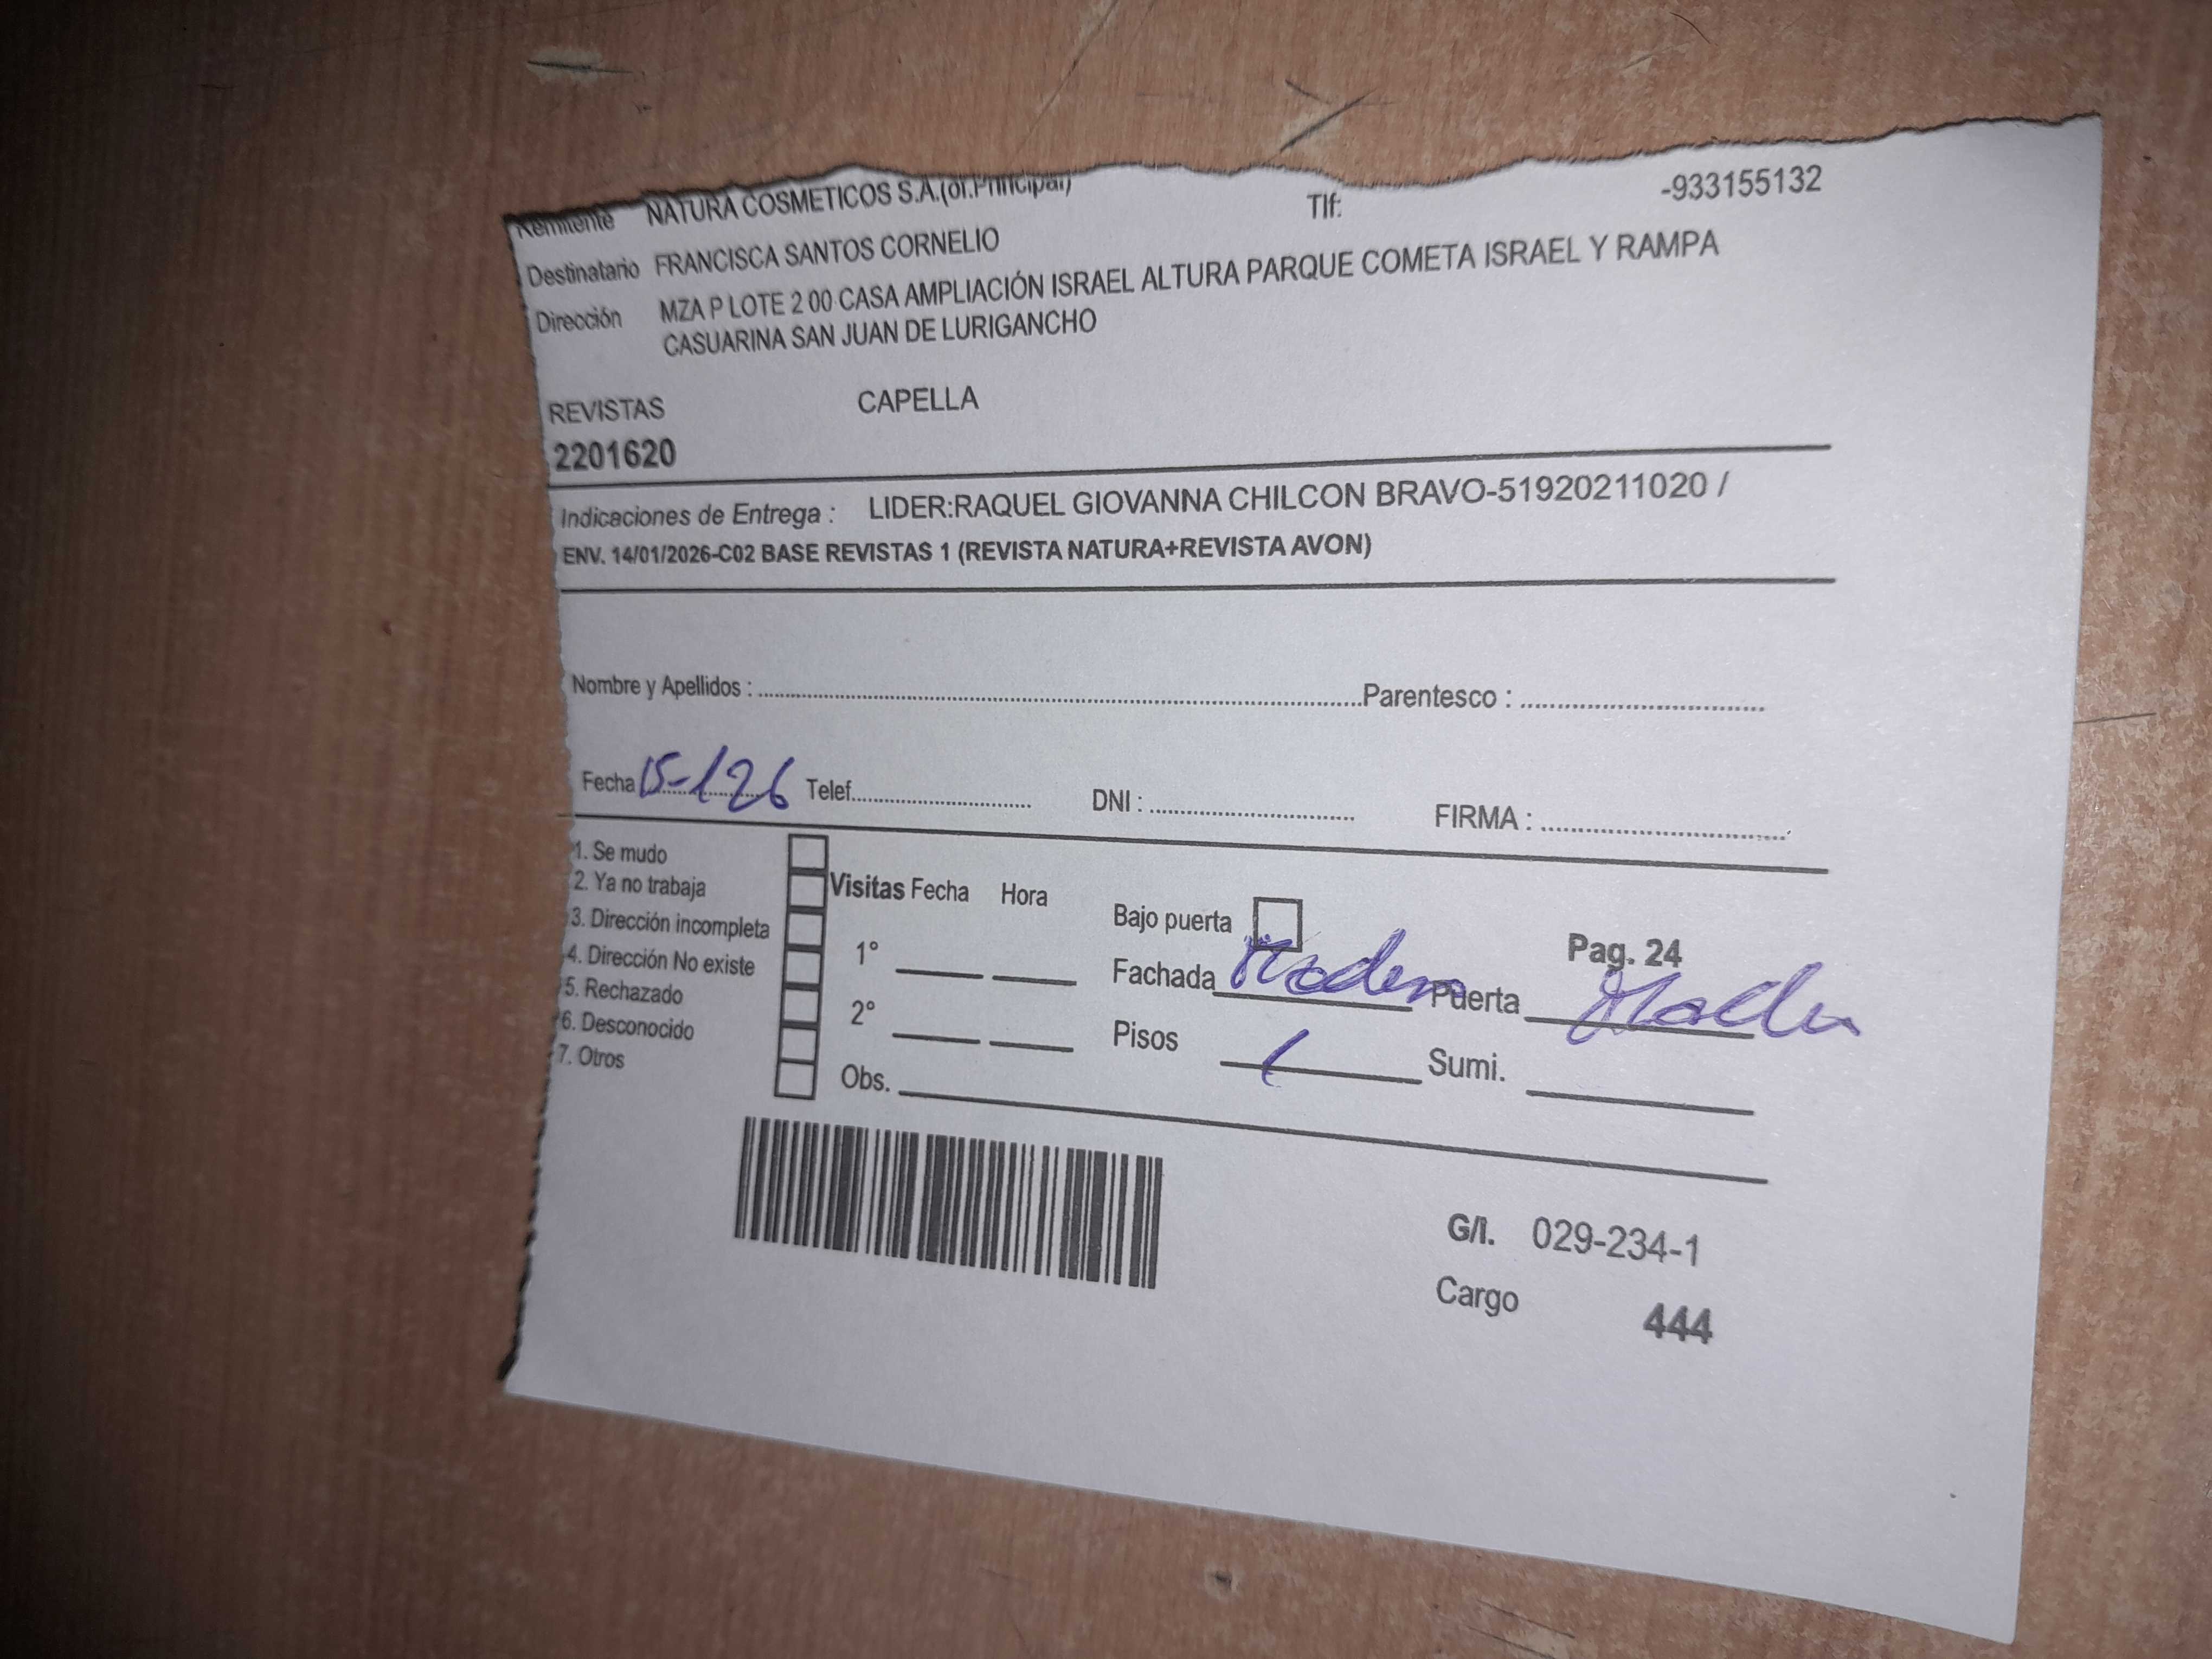 Remitente NATURA COSMETICOS S.A.(of.Principal) Tlf: -933155132
Destinatario FRANCISCA SANTOS CORNELIO
Dirección MZA P LOTE 2 00 CASA AMPLIACIÓN ISRAEL ALTURA PARQUE COMETA ISRAEL Y RAMPA
CASUARINA SAN JUAN DE LURIGANCHO
REVISTAS CAPELLA
2201620
Indicaciones de Entrega : LIDER:RAQUEL GIOVANNA CHILCON BRAVO-51920211020 /
ENV. 14/01/2026-C02 BASE REVISTAS 1 (REVISTA NATURA+REVISTA AVON)
Nombre y Apellidos : Parentesco :
Fecha 15-126 Telef. DNI : FIRMA :
1. Se mudo
2. Ya no trabaja
3. Dirección incompleta
4. Dirección No existe
5. Rechazado
6. Desconocido
7. Otros
Visitas Fecha Hora
1°
2°
Obs.
Bajo puerta Pag. 24
Fachada Madera Puerta
Pisos 1 Sumi.
G/I. 029-234-1
Cargo 444